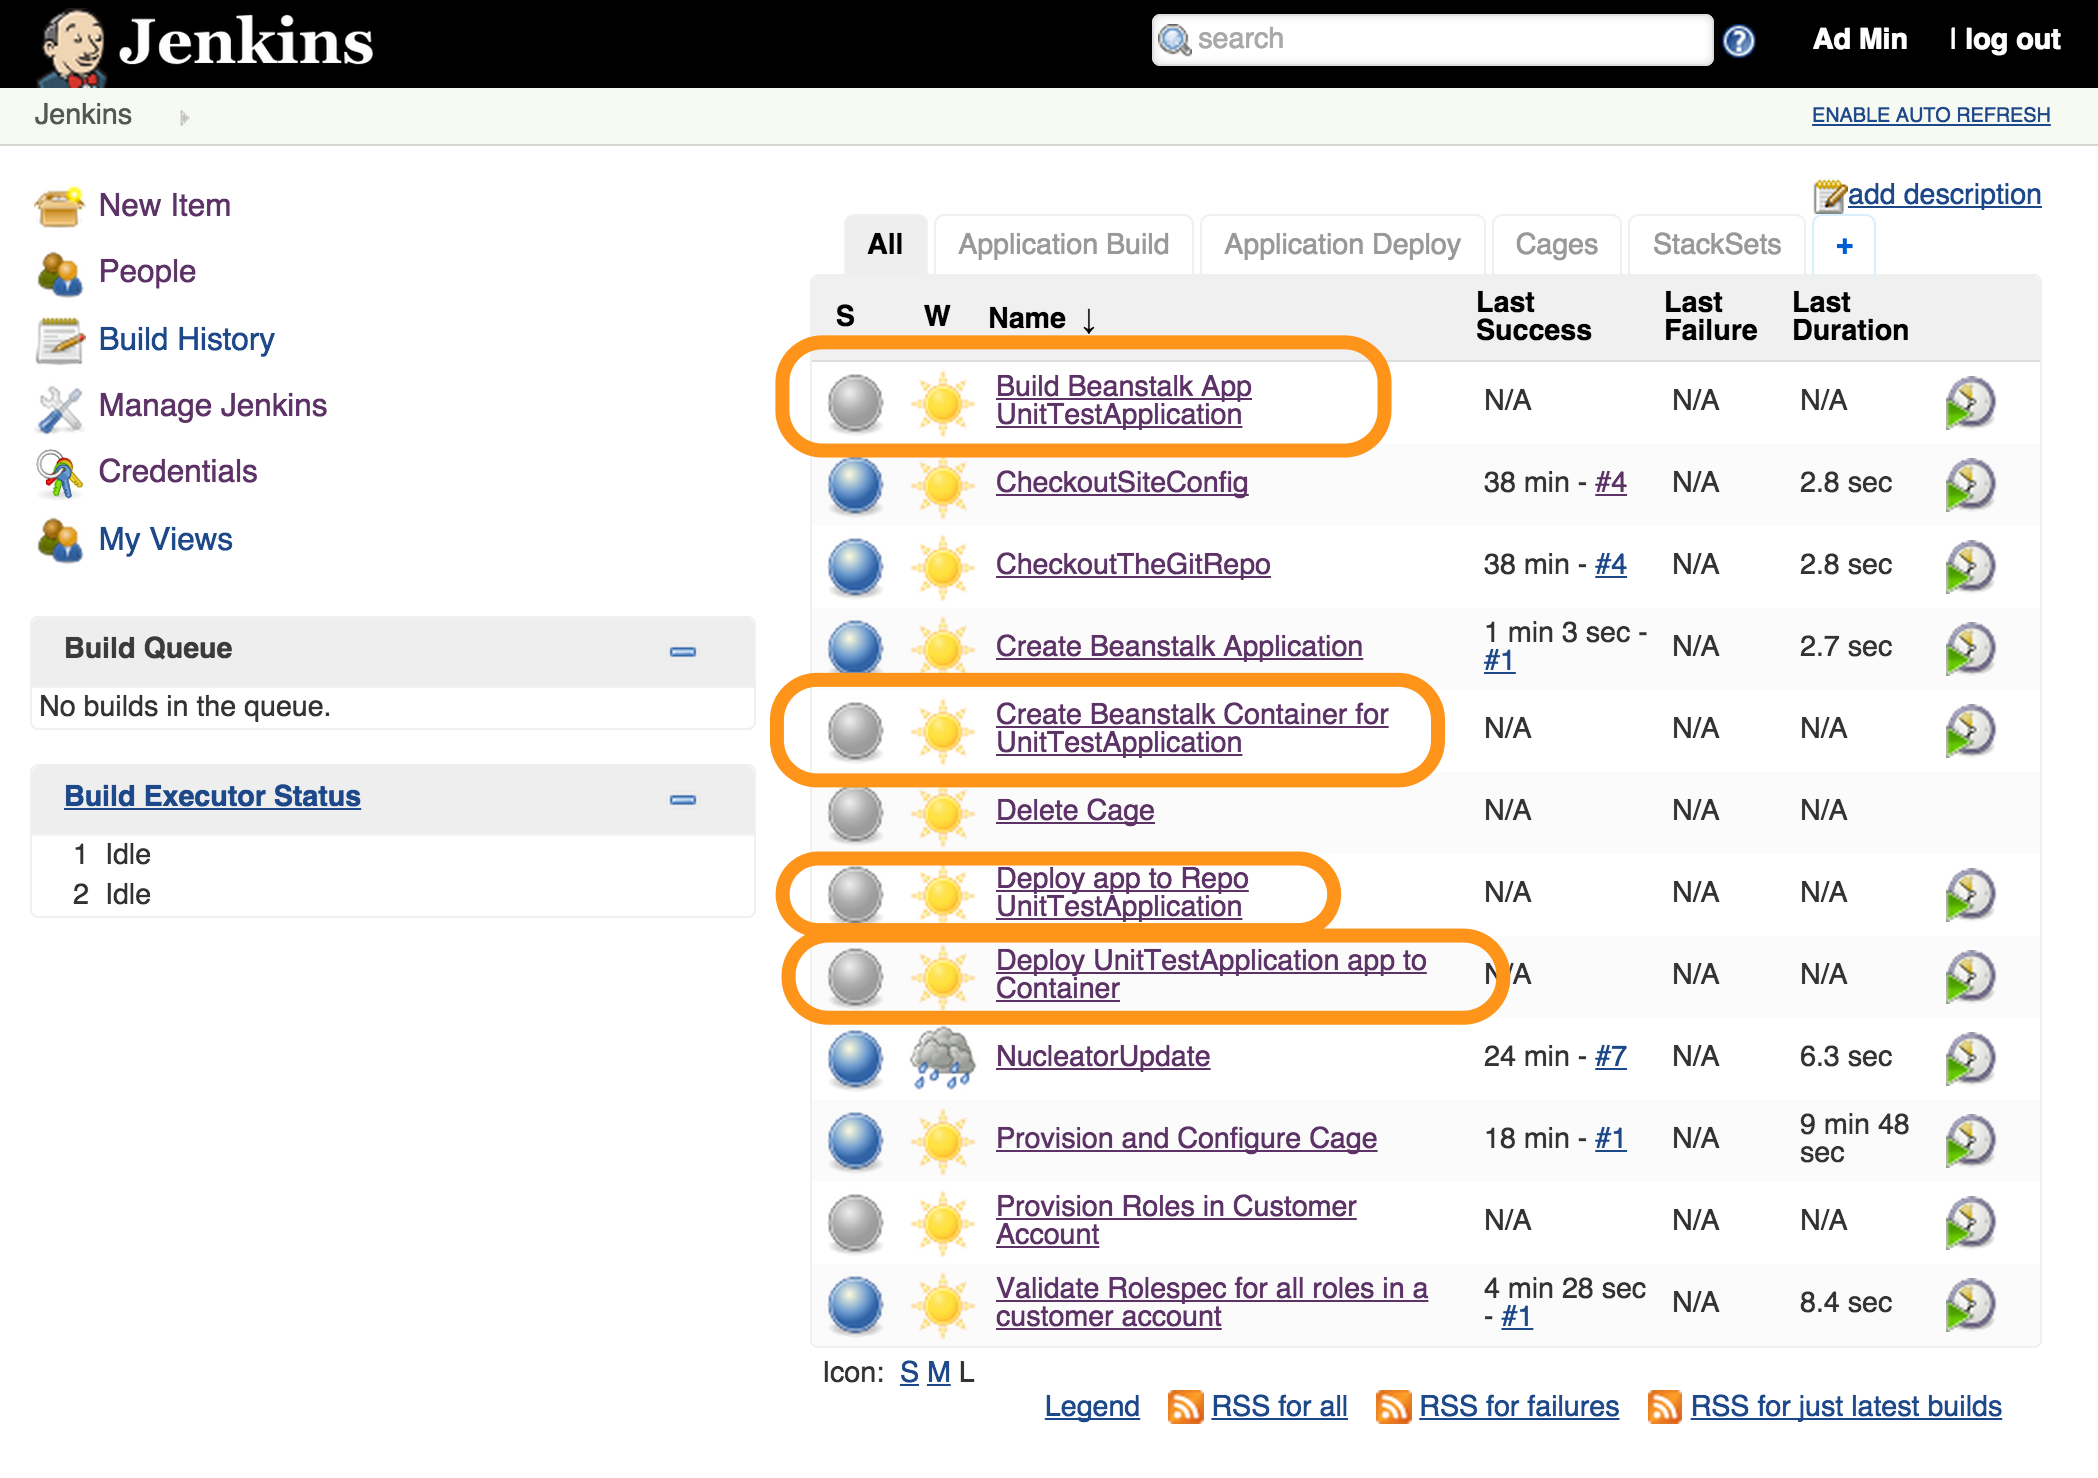 Jenkins
search
?
Ad Min
| log out
Jenkins
ENABLE AUTO REFRESH
New Item
People
Build History
Manage Jenkins
Credentials
My Views
Build Queue
No builds in the queue.
Build Executor Status
1 Idle
2 Idle
add description
All Application Build Application Deploy Cages StackSets +
S W Name ↓ Last Success Last Failure Last Duration
Build Beanstalk App
UnitTestApplication
N/A N/A N/A
CheckoutSiteConfig 38 min - #4 N/A 2.8 sec
CheckoutTheGitRepo 38 min - #4 N/A 2.8 sec
Create Beanstalk Application 1 min 3 sec -
#1
N/A 2.7 sec
Create Beanstalk Container for
UnitTestApplication
N/A N/A N/A
Delete Cage N/A N/A N/A
Deploy app to Repo
UnitTestApplication
N/A N/A N/A
Deploy UnitTestApplication app to
Container
N/A N/A N/A
NucleatorUpdate 24 min - #7 N/A 6.3 sec
Provision and Configure Cage 18 min - #1 N/A 9 min 48
sec
Provision Roles in Customer
Account
N/A N/A N/A
Validate Rolespec for all roles in a
customer account
4 min 28 sec
- #1
N/A 8.4 sec
Icon: S M L
Legend RSS for all RSS for failures RSS for just latest builds